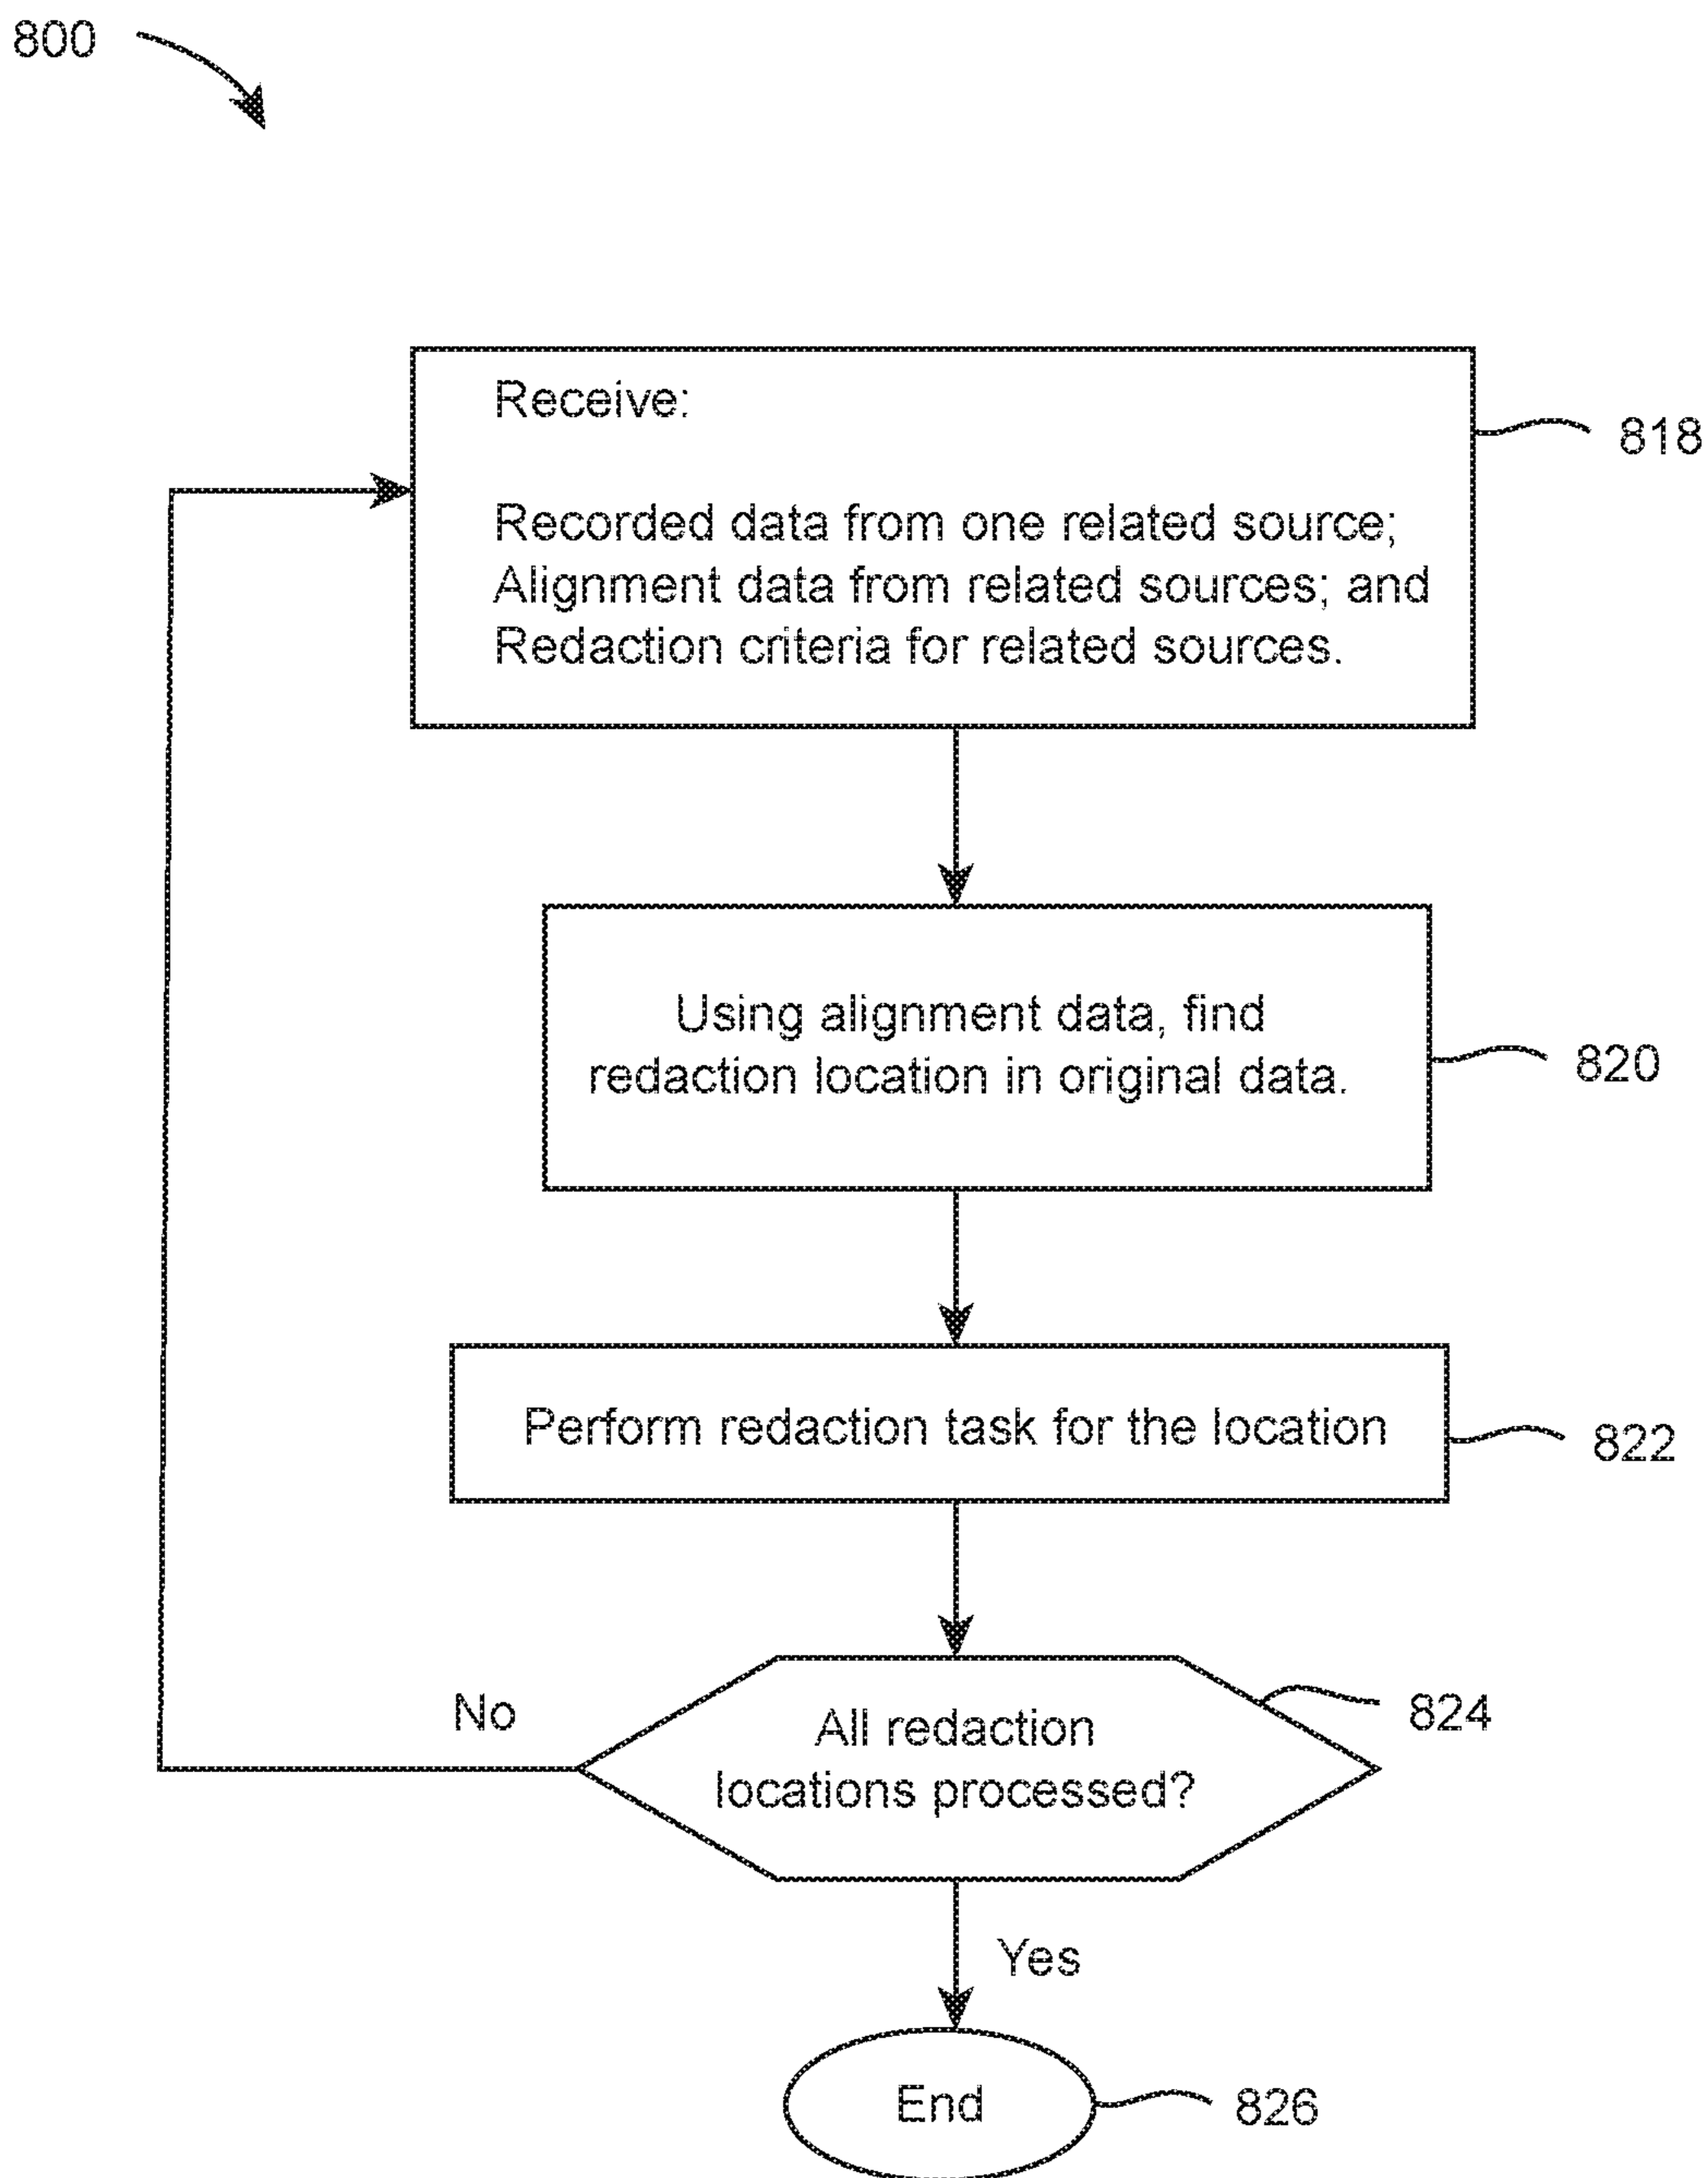 800
Receive:
818
Recorded data from one related source;
Alignment data from related sources; and
Redaction criteria for related sources.
Using alignment data, find
redaction location in original data.
820
Perform redaction task for the location
822
No
All redaction
locations processed?
824
Yes
End
826